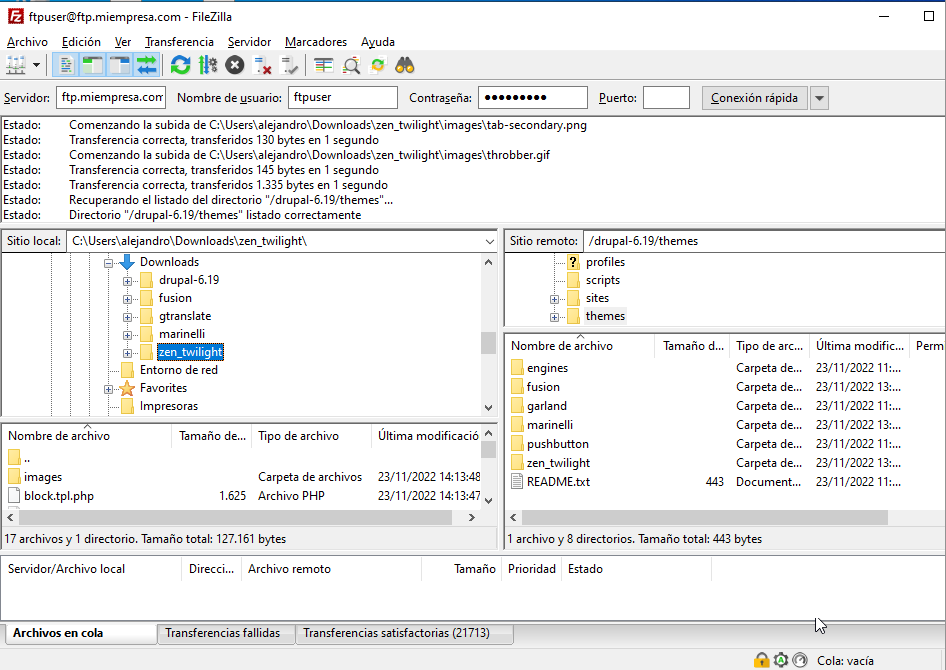 ftpuser@ftp.miempresa.com - FileZilla
Archivo Edición Ver Transferencia Servidor Marcadores Ayuda
Servidor: ftp.miempresa.com Nombre de usuario: ftpuser Contraseña: ●●●●●●●●● Puerto: Conexión rápida
Estado: Comenzando la subida de C:\Users\alejandro\Downloads\zen_twilight\images\tab-secondary.png
Estado: Transferencia correcta, transferidos 130 bytes en 1 segundo
Estado: Comenzando la subida de C:\Users\alejandro\Downloads\zen_twilight\images\throbber.gif
Estado: Transferencia correcta, transferidos 145 bytes en 1 segundo
Estado: Transferencia correcta, transferidos 1.335 bytes en 1 segundo
Estado: Recuperando el listado del directorio "/drupal-6.19/themes"...
Estado: Directorio "/drupal-6.19/themes" listado correctamente
Sitio local: C:\Users\alejandro\Downloads\zen_twilight\
Downloads
drupal-6.19
fusion
gtranslate
marinelli
zen_twilight
Entorno de red
Favorites
Impresoras
Nombre de archivo Tamaño de... Tipo de archivo Última modificació
..
images Carpeta de archivos 23/11/2022 14:13:48
block.tpl.php 1.625 Archivo PHP 23/11/2022 14:13:47
17 archivos y 1 directorio. Tamaño total: 127.161 bytes
Sitio remoto: /drupal-6.19/themes
profiles
scripts
sites
themes
Nombre de archivo Tamaño d... Tipo de arc... Última modific... Perm
engines Carpeta de... 23/11/2022 11:...
fusion Carpeta de... 23/11/2022 13:...
garland Carpeta de... 23/11/2022 11:...
marinelli Carpeta de... 23/11/2022 13:...
pushbutton Carpeta de... 23/11/2022 11:...
zen_twilight Carpeta de... 23/11/2022 13:...
README.txt 443 Document... 23/11/2022 11:...
1 archivo y 8 directorios. Tamaño total: 443 bytes
Servidor/Archivo local Direcci... Archivo remoto Tamaño Prioridad Estado
Archivos en cola Transferencias fallidas Transferencias satisfactorias (21713)
Cola: vacía